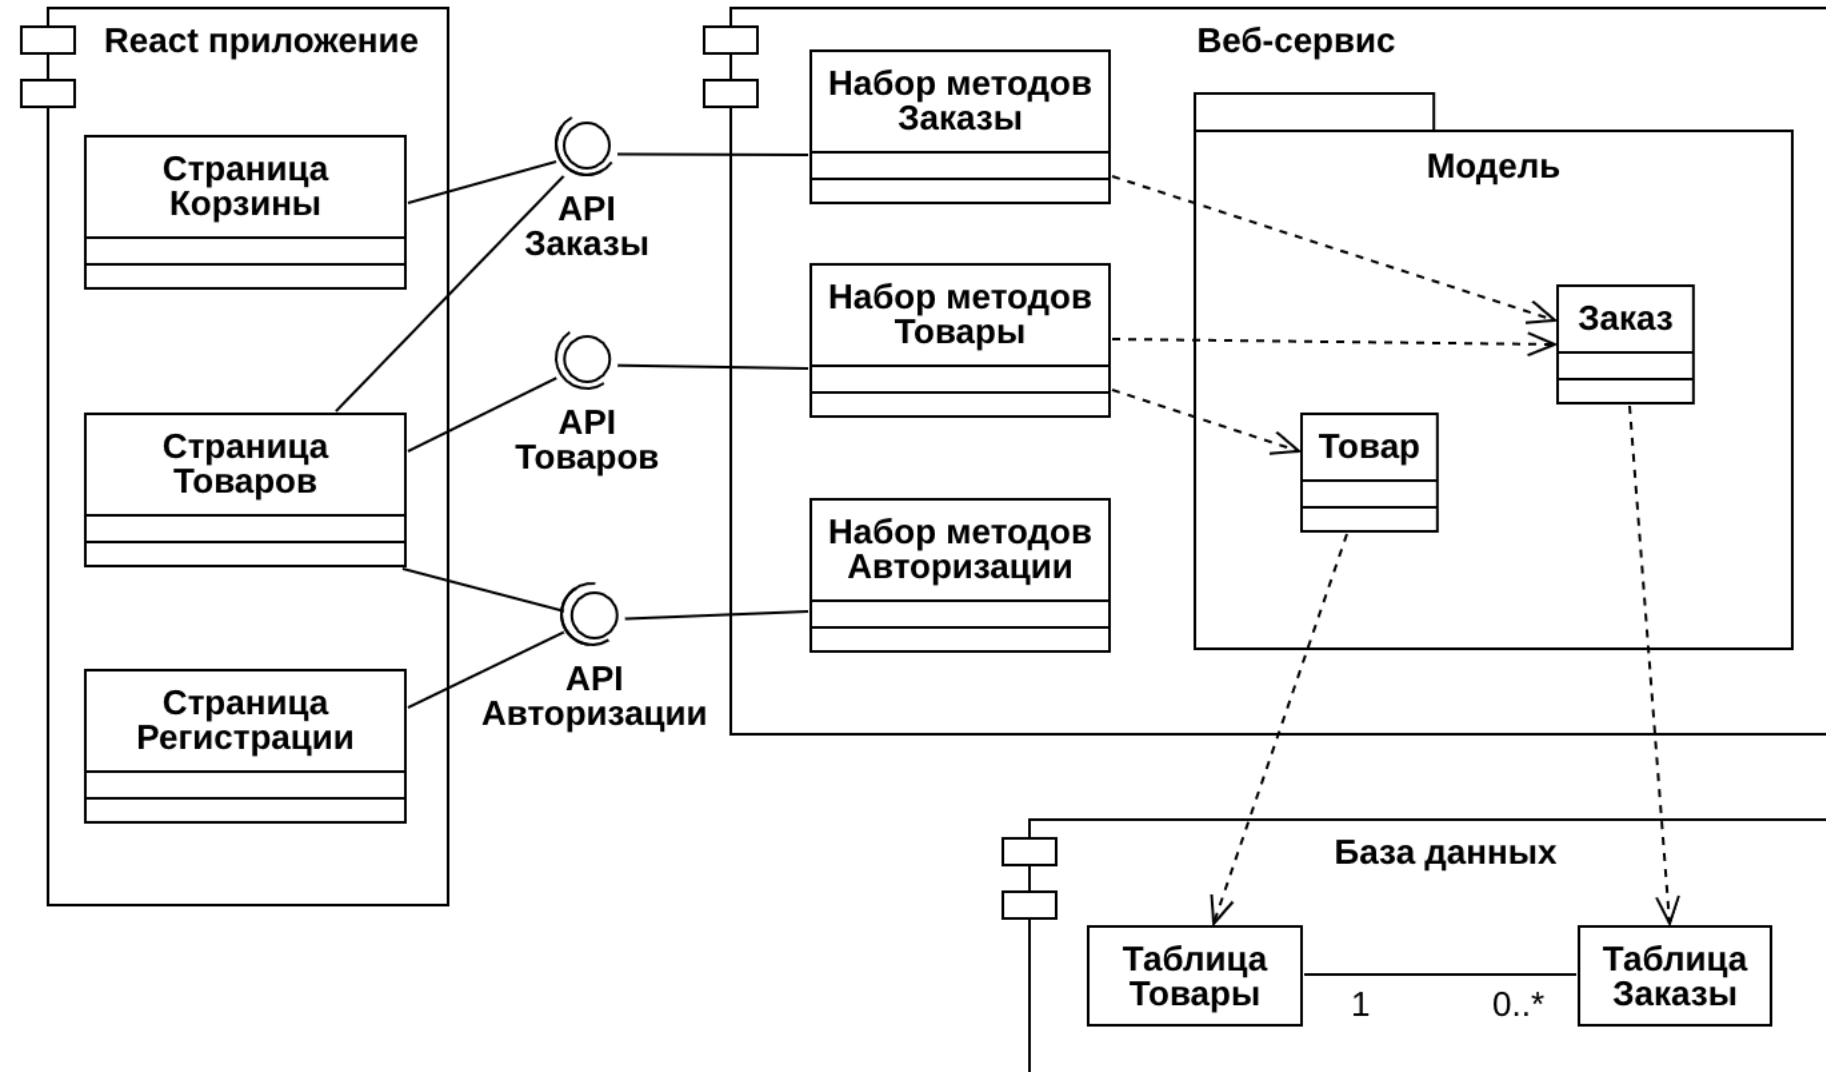 React приложение
Страница
Корзины
Страница
Товаров
Страница
Регистрации
API
Заказы
API
Товаров
API
Авторизации
Веб-сервис
Набор методов
Заказы
Набор методов
Товары
Набор методов
Авторизации
Модель
Заказ
Товар
База данных
Таблица
Товары
1
0..*
Таблица
Заказы